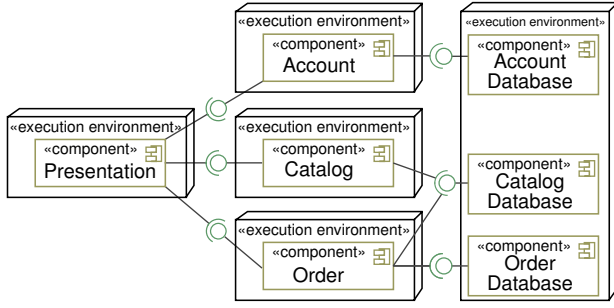 «execution environment»
«component»
Account
«execution environment»
«component»
Account
Database
«execution environment»
«component»
Presentation
«execution environment»
«component»
Catalog
«component»
Catalog
Database
«execution environment»
«component»
Order
«component»
Order
Database